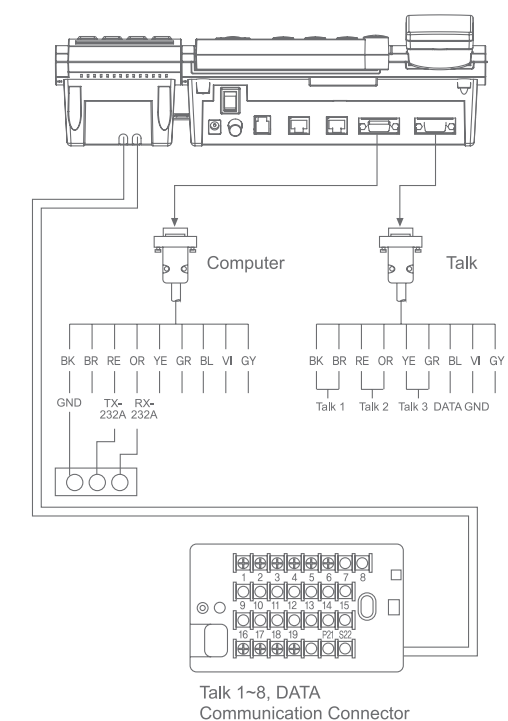 Computer
Talk
BK BR RE OR YE GR BL VI GY
BK BR RE OR YE GR BL VI GY
GND TX-232A RX-232A
Talk 1 Talk 2 Talk 3 DATA GND
1 2 3 4 5 6 7 8
9 10 11 12 13 14 15
16 17 18 19 P21 S22
Talk 1~8, DATA
Communication Connector